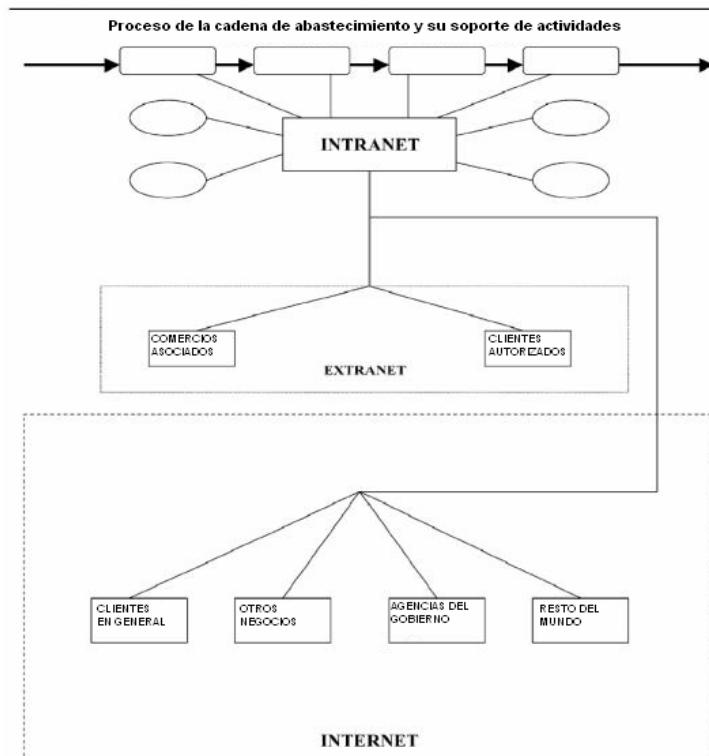 Proceso de la cadena de abastecimiento y su soporte de actividades
INTRANET
COMERCIOS
ASOCIADOS
CLIENTES
AUTORIZADOS
EXTRANET
CLIENTES
EN GENERAL
OTROS
NEGOCIOS
AGENCIAS DEL
GOBIERNO
RESTO DEL
MUNDO
INTERNET